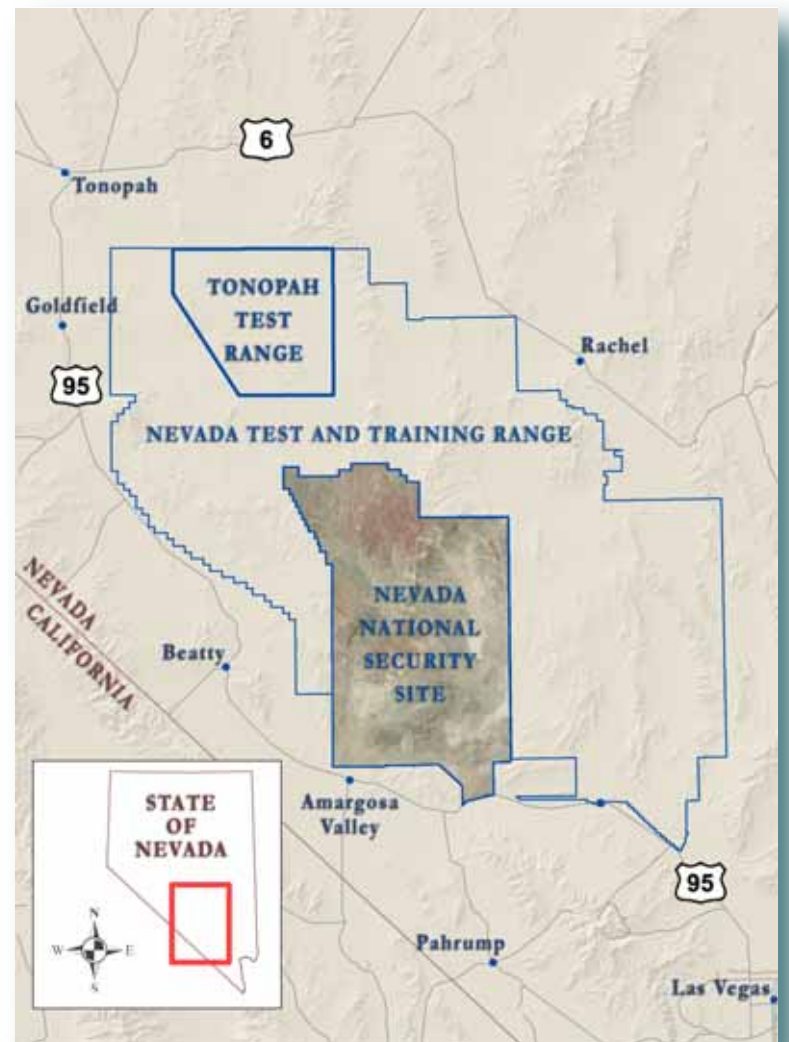 6
Tonopah
TONOPAH
TEST
RANGE
Goldfield
Rachel
95
NEVADA TEST AND TRAINING RANGE
NEVADA
CALIFORNIA
NEVADA
NATIONAL
SECURITY
SITE
Beatty
Amargosa
Valley
STATE
OF
NEVADA
N
W E
S
95
Pahrump
Las Vegas